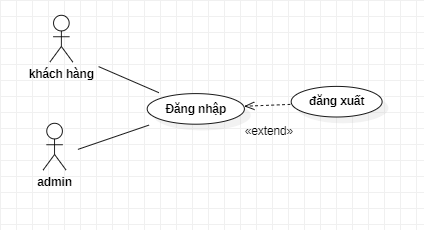 khách hàng
Đăng nhập
đăng xuất
«extend»
admin